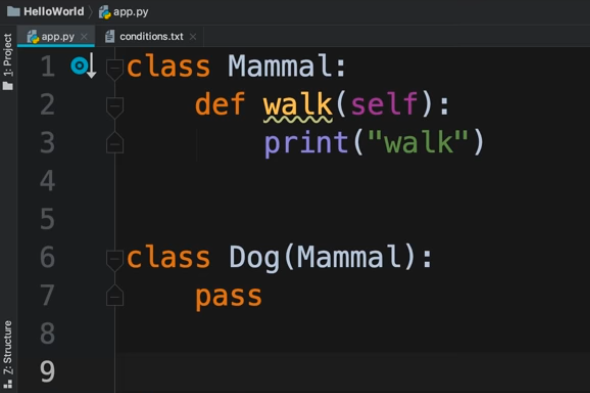 HelloWorld app.py
app.py conditions.txt
1: Project
1 class Mammal:
2 def walk(self):
3 print("walk")
4
5
6 class Dog(Mammal):
7 pass
8
9
Z: Structure